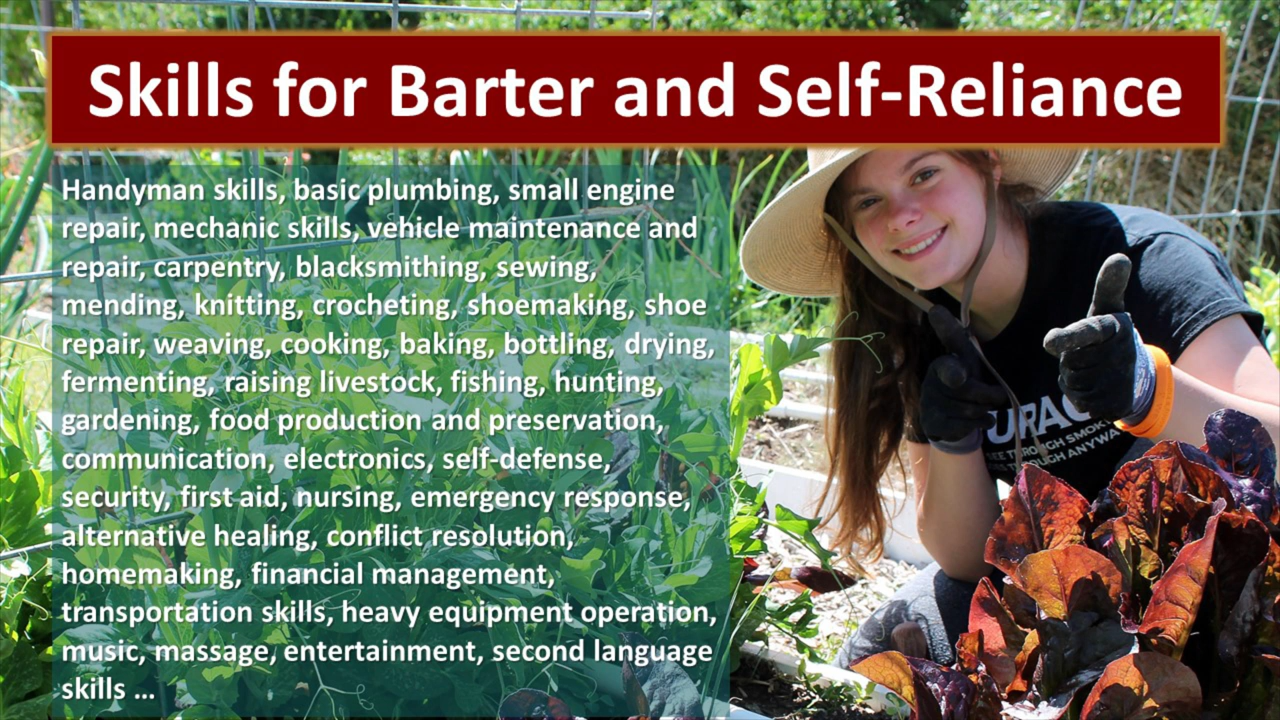 Skills for Barter and Self-Reliance
Handyman skills, basic plumbing, small engine
repair, mechanic skills, vehicle maintenance and
repair, carpentry, blacksmithing, sewing,
mending, knitting, crocheting, shoemaking, shoe
repair, weaving, cooking, baking, bottling, drying,
fermenting, raising livestock, fishing, hunting,
gardening, food production and preservation,
communication, electronics, self-defense,
security, first aid, nursing, emergency response,
alternative healing, conflict resolution,
homemaking, financial management,
transportation skills, heavy equipment operation,
music, massage, entertainment, second language
skills ...